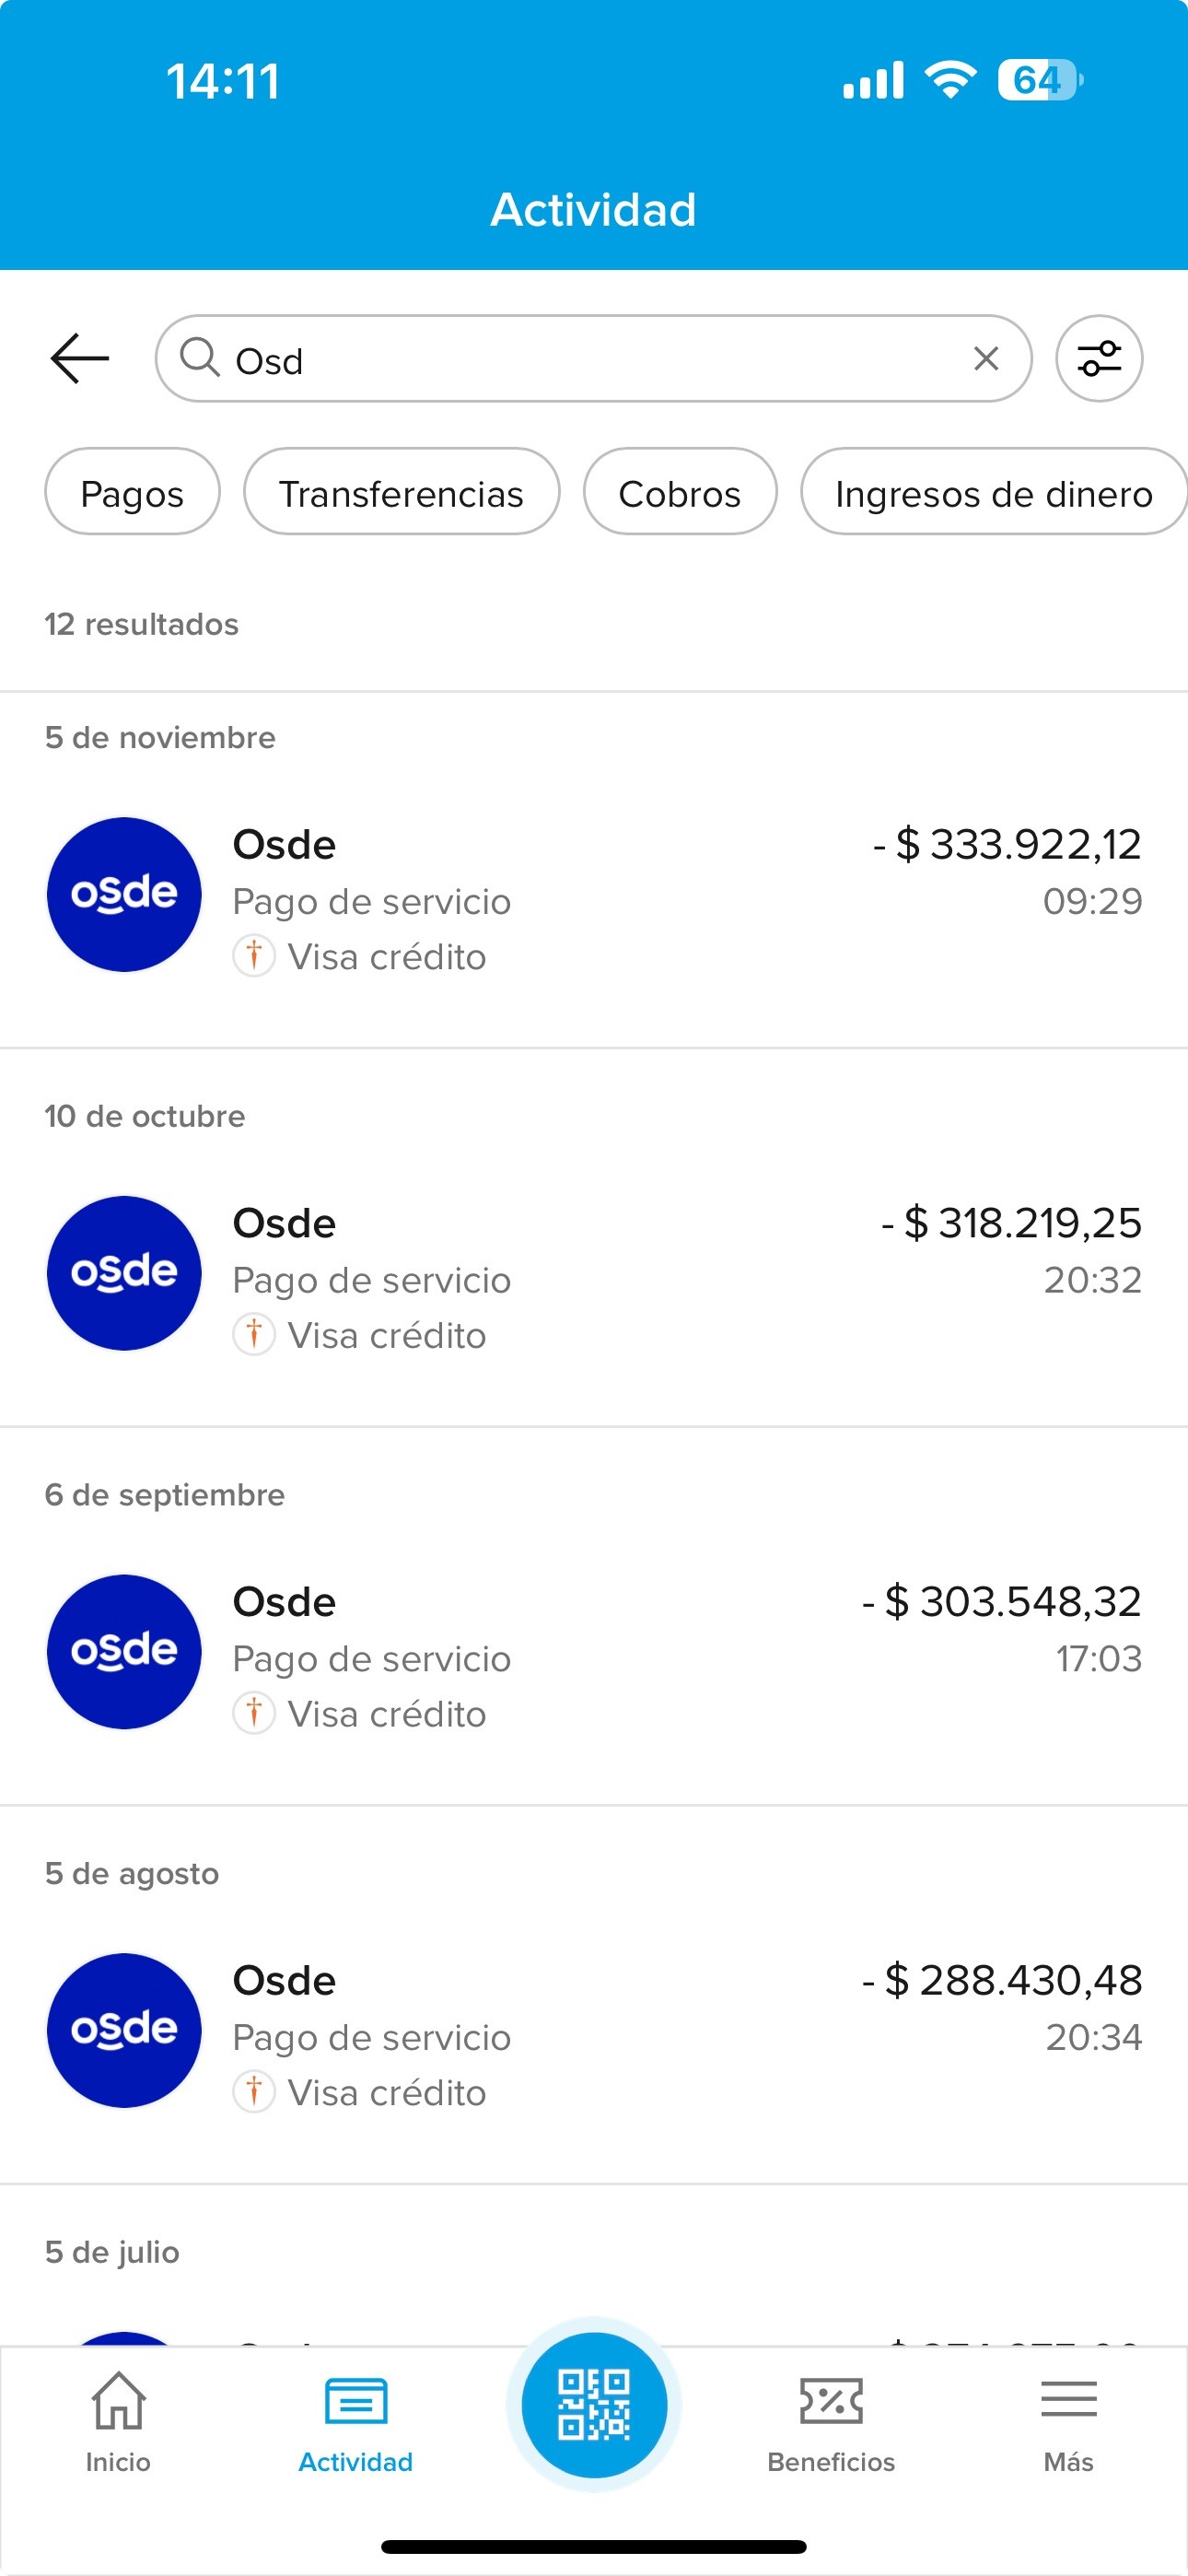 14:11
64
Actividad
Osd
Pagos
Transferencias
Cobros
Ingresos de dinero
12 resultados
5 de noviembre
osde
Osde
- $ 333.922,12
Pago de servicio
09:29
Visa crédito
10 de octubre
osde
Osde
- $ 318.219,25
Pago de servicio
20:32
Visa crédito
6 de septiembre
osde
Osde
- $ 303.548,32
Pago de servicio
17:03
Visa crédito
5 de agosto
osde
Osde
- $ 288.430,48
Pago de servicio
20:34
Visa crédito
5 de julio
Inicio
Actividad
Beneficios
Más